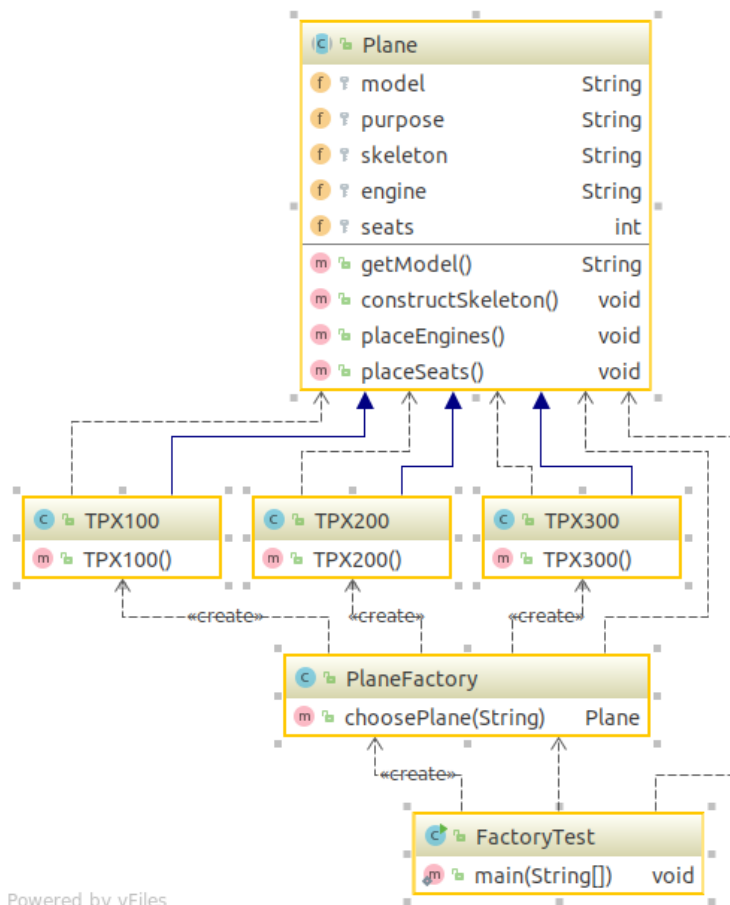 Plane
model String
purpose String
skeleton String
engine String
seats int
getModel() String
constructSkeleton() void
placeEngines() void
placeSeats() void
TPX100 TPX200 TPX300
TPX100() TPX200() TPX300()
«create» «create» «create»
PlaneFactory
choosePlane(String) Plane
«create»
FactoryTest
main(String[]) void
Powered by yFiles